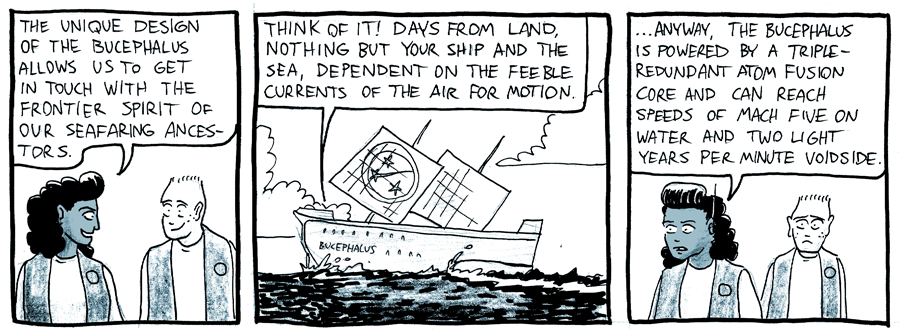 THE UNIQUE DESIGN
OF THE BUCEPHALUS
ALLOWS US TO GET
IN TOUCH WITH THE
FRONTIER SPIRIT OF
OUR SEAFARING ANCES-
TORS.
THINK OF IT! DAYS FROM LAND,
NOTHING BUT YOUR SHIP AND THE
SEA, DEPENDENT ON THE FEEBLE
CURRENTS OF THE AIR FOR MOTION.
BUCEPHALUS
...ANYWAY, THE BUCEPHALUS
IS POWERED BY A TRIPLE-
REDUNDANT ATOM FUSION
CORE AND CAN REACH
SPEEDS OF MACH FIVE ON
WATER AND TWO LIGHT
YEARS PER MINUTE VOIDSIDE.